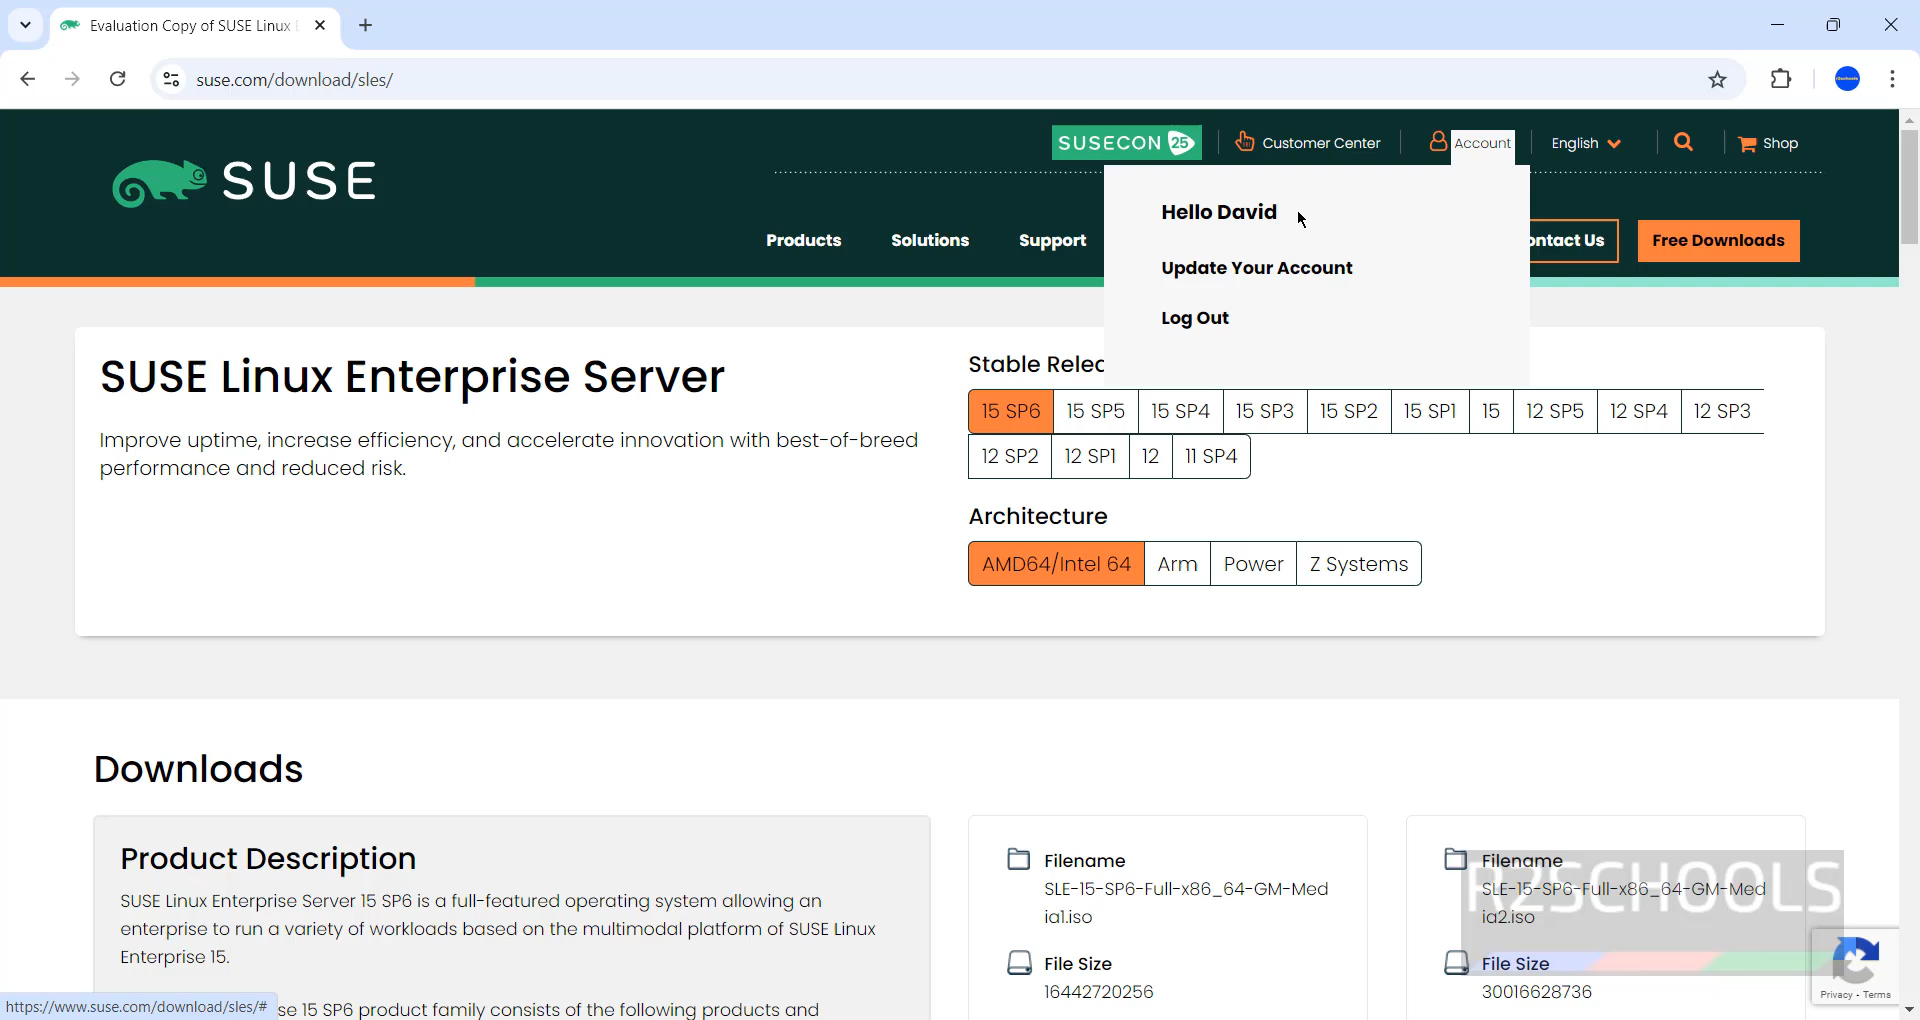 Evaluation Copy of SUSE Linux
suse.com/download/sles/
SUSECON 25
Customer Center
Account
English
Shop
SUSE
Hello David
Update Your Account
Log Out
Products
Solutions
Support
ontact Us
Free Downloads
SUSE Linux Enterprise Server
Improve uptime, increase efficiency, and accelerate innovation with best-of-breed
performance and reduced risk.
Stable Relea
15 SP6 15 SP5 15 SP4 15 SP3 15 SP2 15 SP1 15 12 SP5 12 SP4 12 SP3
12 SP2 12 SP1 12 11 SP4
Architecture
AMD64/Intel 64 Arm Power Z Systems
Downloads
Product Description
SUSE Linux Enterprise Server 15 SP6 is a full-featured operating system allowing an
enterprise to run a variety of workloads based on the multimodal platform of SUSE Linux
Enterprise 15.
se 15 SP6 product family consists of the following products and
Filename
SLE-15-SP6-Full-x86_64-GM-Med
ia1.iso
File Size
16442720256
Filename
SLE-15-SP6-Full-x86_64-GM-Med
ia2.iso
File Size
30016628736
R2SCHOOLS
Privacy - Terms
https://www.suse.com/download/sles/#